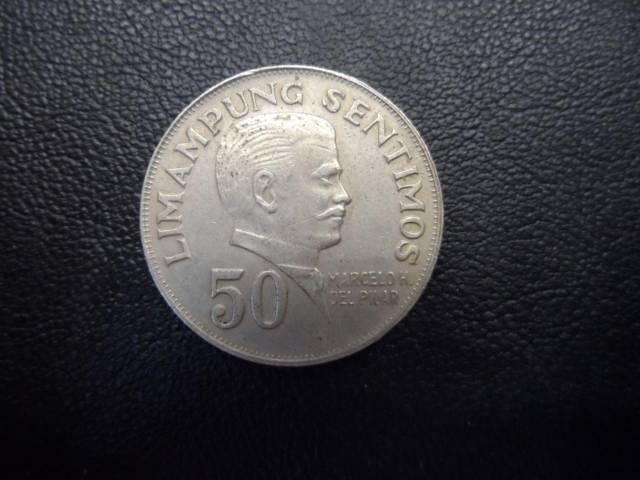 LIMAMPUNG SENTIMOS
50
MARCELO H.
DEL PILAR